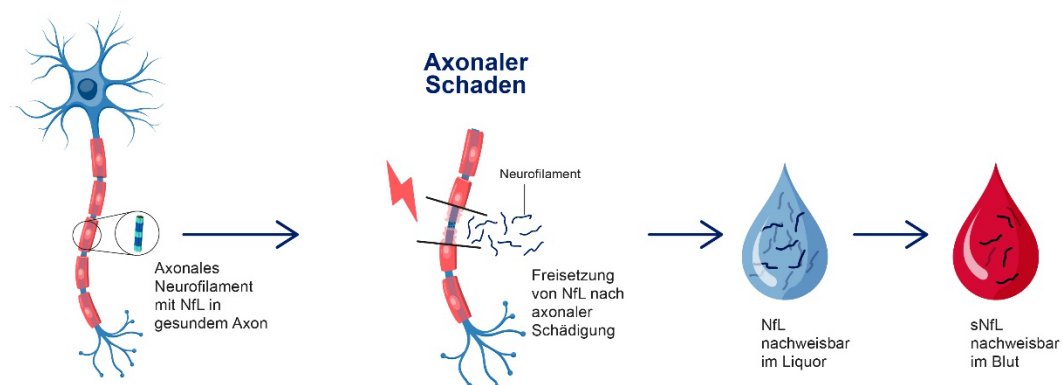 Axonaler
Schaden
Neurofilament
Axonales
Neurofilament
mit NfL in
gesundem Axon
Freisetzung
von NfL nach
axonaler
Schädigung
NfL
nachweisbar
im Liquor
sNfL
nachweisbar
im Blut